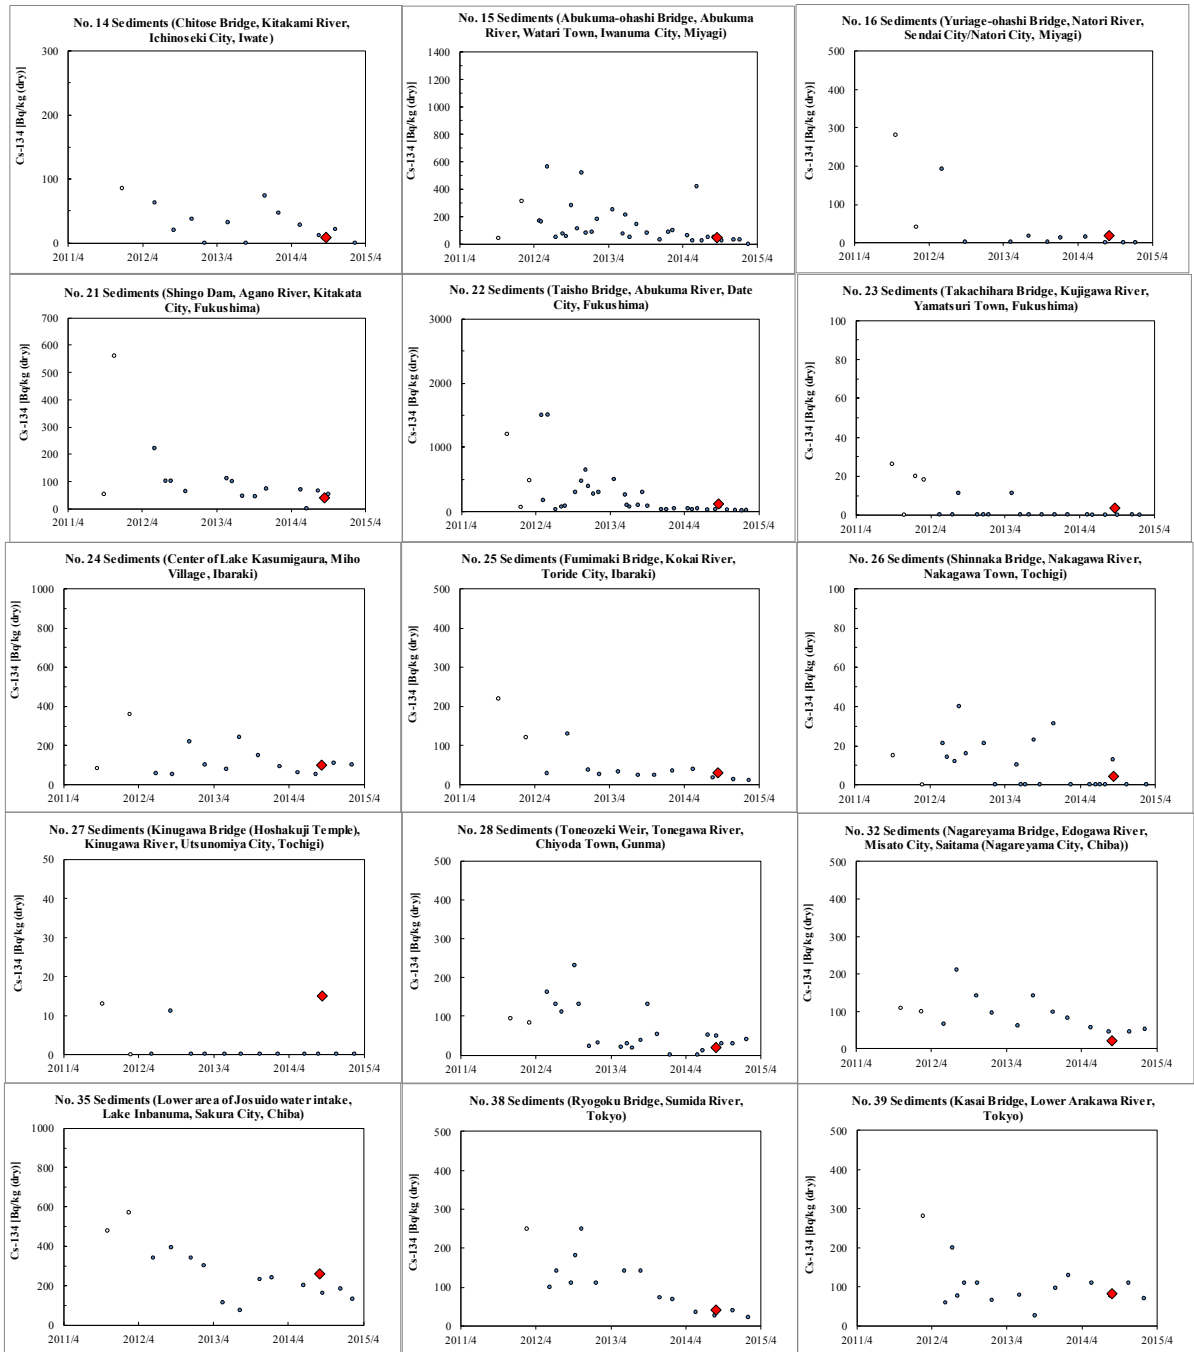 No. 14 Sediments (Chitose Bridge, Kitakami River,
Ichinoseki City, Iwate)
Cs-134 [Bq/kg (dry)]
300
200
100
0
2011/4 2012/4 2013/4 2014/4 2015/4
No. 15 Sediments (Abukuma-ohashi Bridge, Abukuma
River, Watari Town, Iwanuma City, Miyagi)
Cs-134 [Bq/kg (dry)]
1400
1200
1000
800
600
400
200
0
2011/4 2012/4 2013/4 2014/4 2015/4
No. 16 Sediments (Yuriage-ohashi Bridge, Natori River,
Sendai City/Natori City, Miyagi)
Cs-134 [Bq/kg (dry)]
500
400
300
200
100
0
2011/4 2012/4 2013/4 2014/4 2015/4
No. 21 Sediments (Shingo Dam, Agano River, Kitakata
City, Fukushima)
Cs-134 [Bq/kg (dry)]
700
600
500
400
300
200
100
0
2011/4 2012/4 2013/4 2014/4 2015/4
No. 22 Sediments (Taisho Bridge, Abukuma River, Date
City, Fukushima)
Cs-134 [Bq/kg (dry)]
3000
2000
1000
0
2011/4 2012/4 2013/4 2014/4 2015/4
No. 23 Sediments (Takachihara Bridge, Kujigawa River,
Yamatsuri Town, Fukushima)
Cs-134 [Bq/kg (dry)]
100
80
60
40
20
0
2011/4 2012/4 2013/4 2014/4 2015/4
No. 24 Sediments (Center of Lake Kasumigaura, Miho
Village, Ibaraki)
Cs-134 [Bq/kg (dry)]
1000
800
600
400
200
0
2011/4 2012/4 2013/4 2014/4 2015/4
No. 25 Sediments (Fumimaki Bridge, Kokai River,
Toride City, Ibaraki)
Cs-134 [Bq/kg (dry)]
500
400
300
200
100
0
2011/4 2012/4 2013/4 2014/4 2015/4
No. 26 Sediments (Shinnaka Bridge, Nakagawa River,
Nakagawa Town, Tochigi)
Cs-134 [Bq/kg (dry)]
100
80
60
40
20
0
2011/4 2012/4 2013/4 2014/4 2015/4
No. 27 Sediments (Kinugawa Bridge (Hoshakuji Temple),
Kinugawa River, Utsunomiya City, Tochigi)
Cs-134 [Bq/kg (dry)]
50
40
30
20
10
0
2011/4 2012/4 2013/4 2014/4 2015/4
No. 28 Sediments (Toneozeki Weir, Tonegawa River,
Chiyoda Town, Gunma)
Cs-134 [Bq/kg (dry)]
500
400
300
200
100
0
2011/4 2012/4 2013/4 2014/4 2015/4
No. 32 Sediments (Nagareyama Bridge, Edogawa River,
Misato City, Saitama (Nagareyama City, Chiba))
Cs-134 [Bq/kg (dry)]
500
400
300
200
100
0
2011/4 2012/4 2013/4 2014/4 2015/4
No. 35 Sediments (Lower area of Josuido water intake,
Lake Inbanuma, Sakura City, Chiba)
Cs-134 [Bq/kg (dry)]
1000
800
600
400
200
0
2011/4 2012/4 2013/4 2014/4 2015/4
No. 38 Sediments (Ryogoku Bridge, Sumida River,
Tokyo)
Cs-134 [Bq/kg (dry)]
500
400
300
200
100
0
2011/4 2012/4 2013/4 2014/4 2015/4
No. 39 Sediments (Kasai Bridge, Lower Arakawa River,
Tokyo)
Cs-134 [Bq/kg (dry)]
500
400
300
200
100
0
2011/4 2012/4 2013/4 2014/4 2015/4